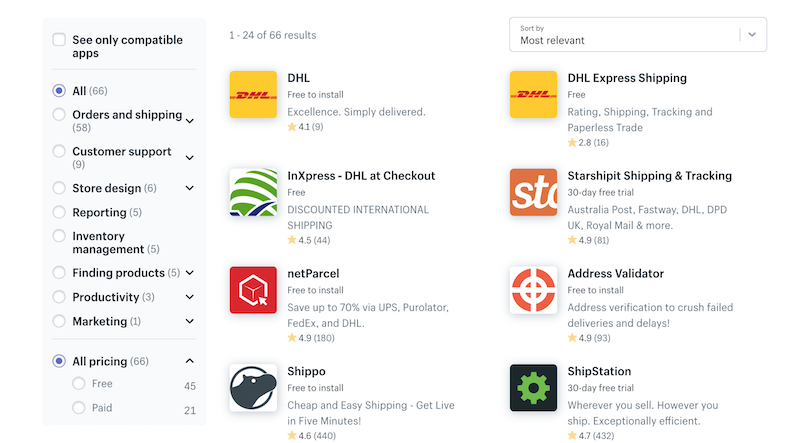 See only compatible
apps
All (66)
Orders and shipping
(58)
Customer support
(9)
Store design (6)
Reporting (5)
Inventory
management (5)
Finding products (5)
Productivity (3)
Marketing (1)
All pricing (66)
Free 45
Paid 21
1 - 24 of 66 results
Sort by
Most relevant
DHL
DHL
Free to install
Excellence. Simply delivered.
4.1 (9)
DHL
DHL Express Shipping
Free
Rating, Shipping, Tracking and
Paperless Trade
2.8 (16)
InXpress - DHL at Checkout
Free
DISCOUNTED INTERNATIONAL
SHIPPING
4.5 (44)
sta
Starshipit Shipping & Tracking
30-day free trial
Australia Post, Fastway, DHL, DPD
UK, Royal Mail & more.
4.9 (81)
netParcel
Free to install
Save up to 70% via UPS, Purolator,
FedEx, and DHL.
4.9 (180)
Address Validator
Free to install
Address verification to crush failed
deliveries and delays!
4.9 (93)
Shippo
Free to install
Cheap and Easy Shipping - Get Live
in Five Minutes!
4.6 (440)
ShipStation
30-day free trial
Wherever you sell. However you
ship. Exceptionally efficient.
4.7 (432)